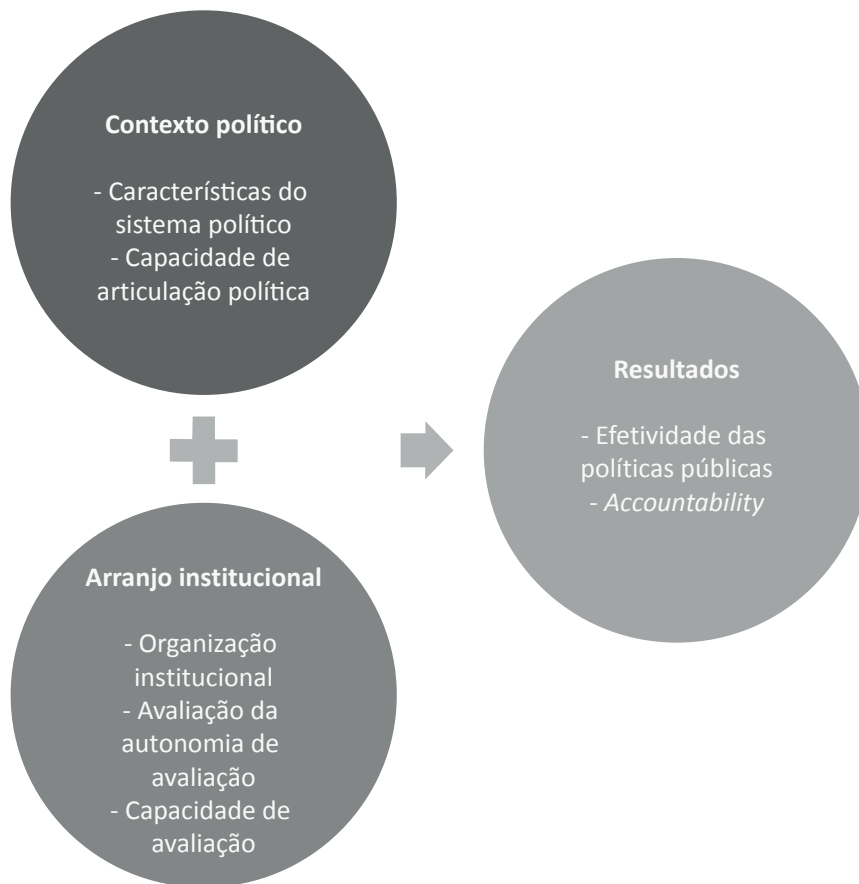 Contexto político
- Características do
sistema político
- Capacidade de
articulação política
Arranjo institucional
- Organização
institucional
- Avaliação da
autonomia de
avaliação
- Capacidade de
avaliação
Resultados
- Efetividade das
políticas públicas
- Accountability